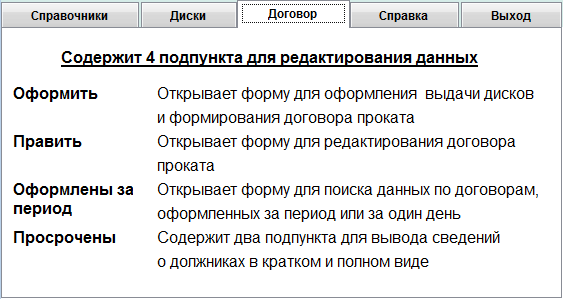 Справочники Диски Договор Справка Выход
Содержит 4 подпункта для редактирования данных
Оформить Открывает форму для оформления выдачи дисков
и формирования договора проката
Править Открывает форму для редактирования договора
проката
Оформлены за Открывает форму для поиска данных по договорам,
период оформленных за период или за один день
Просрочены Содержит два подпункта для вывода сведений
о должниках в кратком и полном виде